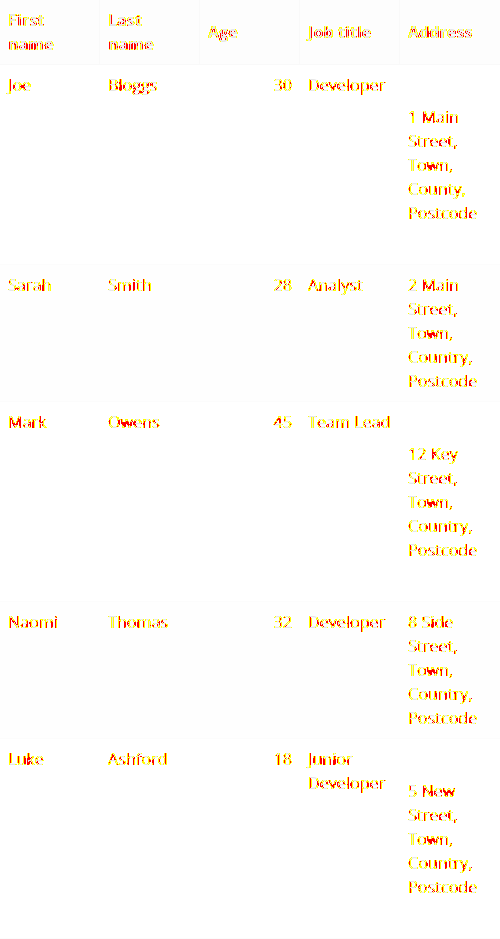 First name
Last name
Age
Job title
Address
Joe
Bloggs
30
Developer
1 Main
Street,
Town,
County,
Postcode
Sarah
Smith
28
Analyst
2 Main
Street,
Town,
Country,
Postcode
Mark
Owens
45
Team Lead
12 Key
Street,
Town,
Country,
Postcode
Naomi
Thomas
32
Developer
8 Side
Street,
Town,
Country,
Postcode
Luke
Ashford
18
Junior
Developer
5 New
Street,
Town,
Country,
Postcode